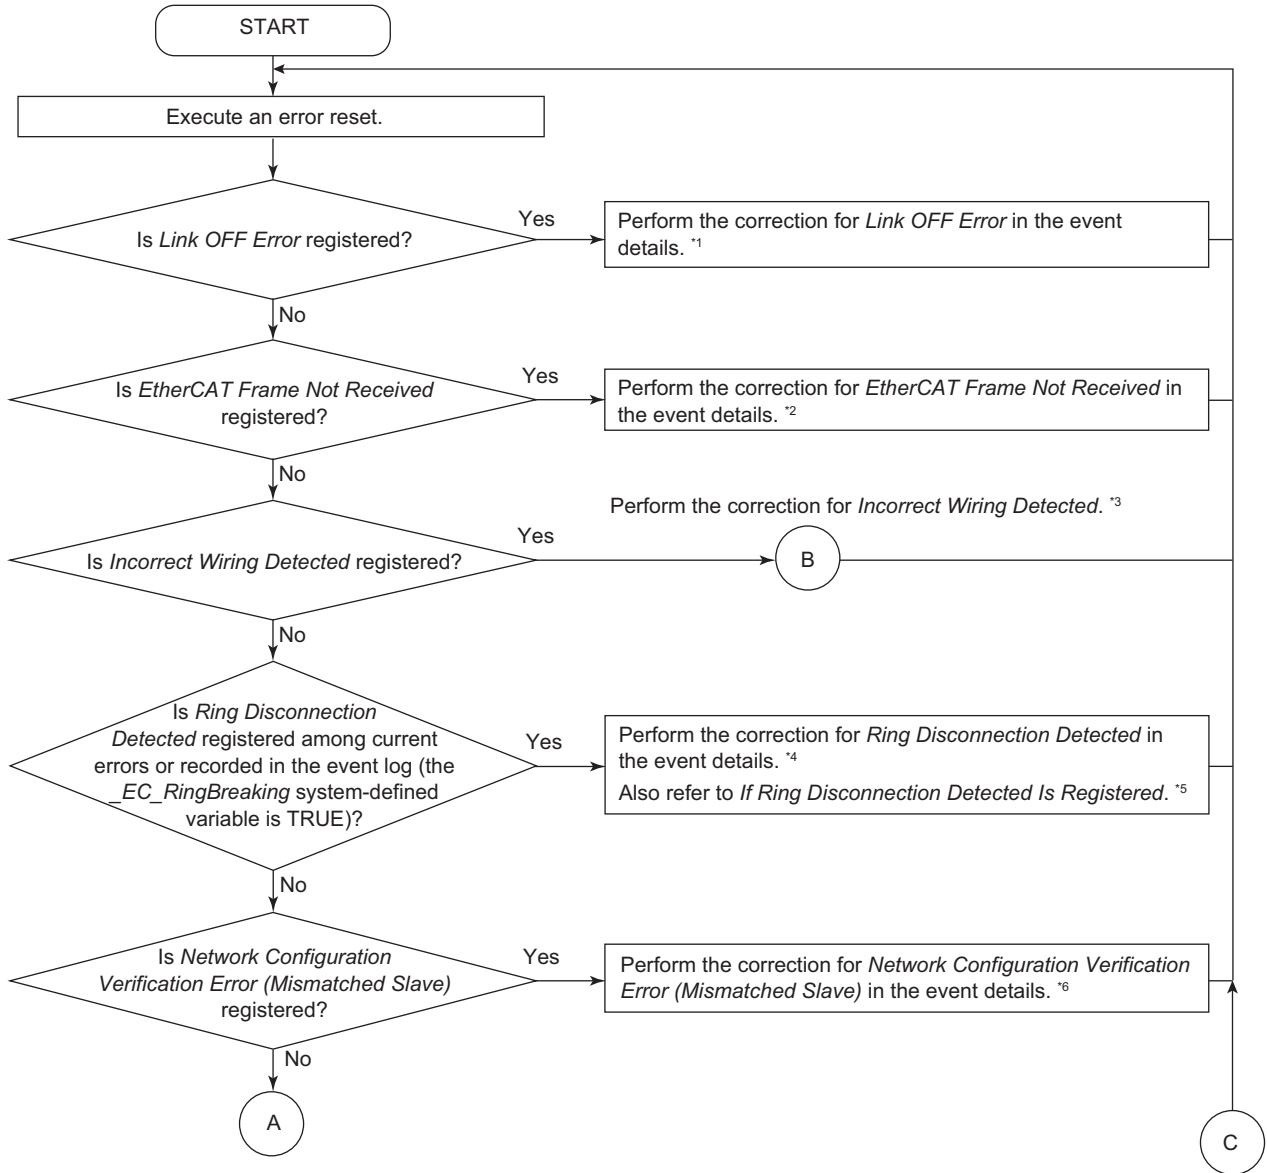 START
Execute an error reset.
Is Link OFF Error registered?
Yes
Perform the correction for Link OFF Error in the event
details. *1
No
Is EtherCAT Frame Not Received
registered?
Yes
Perform the correction for EtherCAT Frame Not Received in
the event details. *2
No
Perform the correction for Incorrect Wiring Detected. *3
Is Incorrect Wiring Detected registered?
Yes
B
No
Is Ring Disconnection
Detected registered among current
errors or recorded in the event log (the
_EC_RingBreaking system-defined
variable is TRUE)?
Yes
Perform the correction for Ring Disconnection Detected in
the event details. *4
Also refer to If Ring Disconnection Detected Is Registered. *5
No
Is Network Configuration
Verification Error (Mismatched Slave)
registered?
Yes
Perform the correction for Network Configuration Verification
Error (Mismatched Slave) in the event details. *6
No
A
C